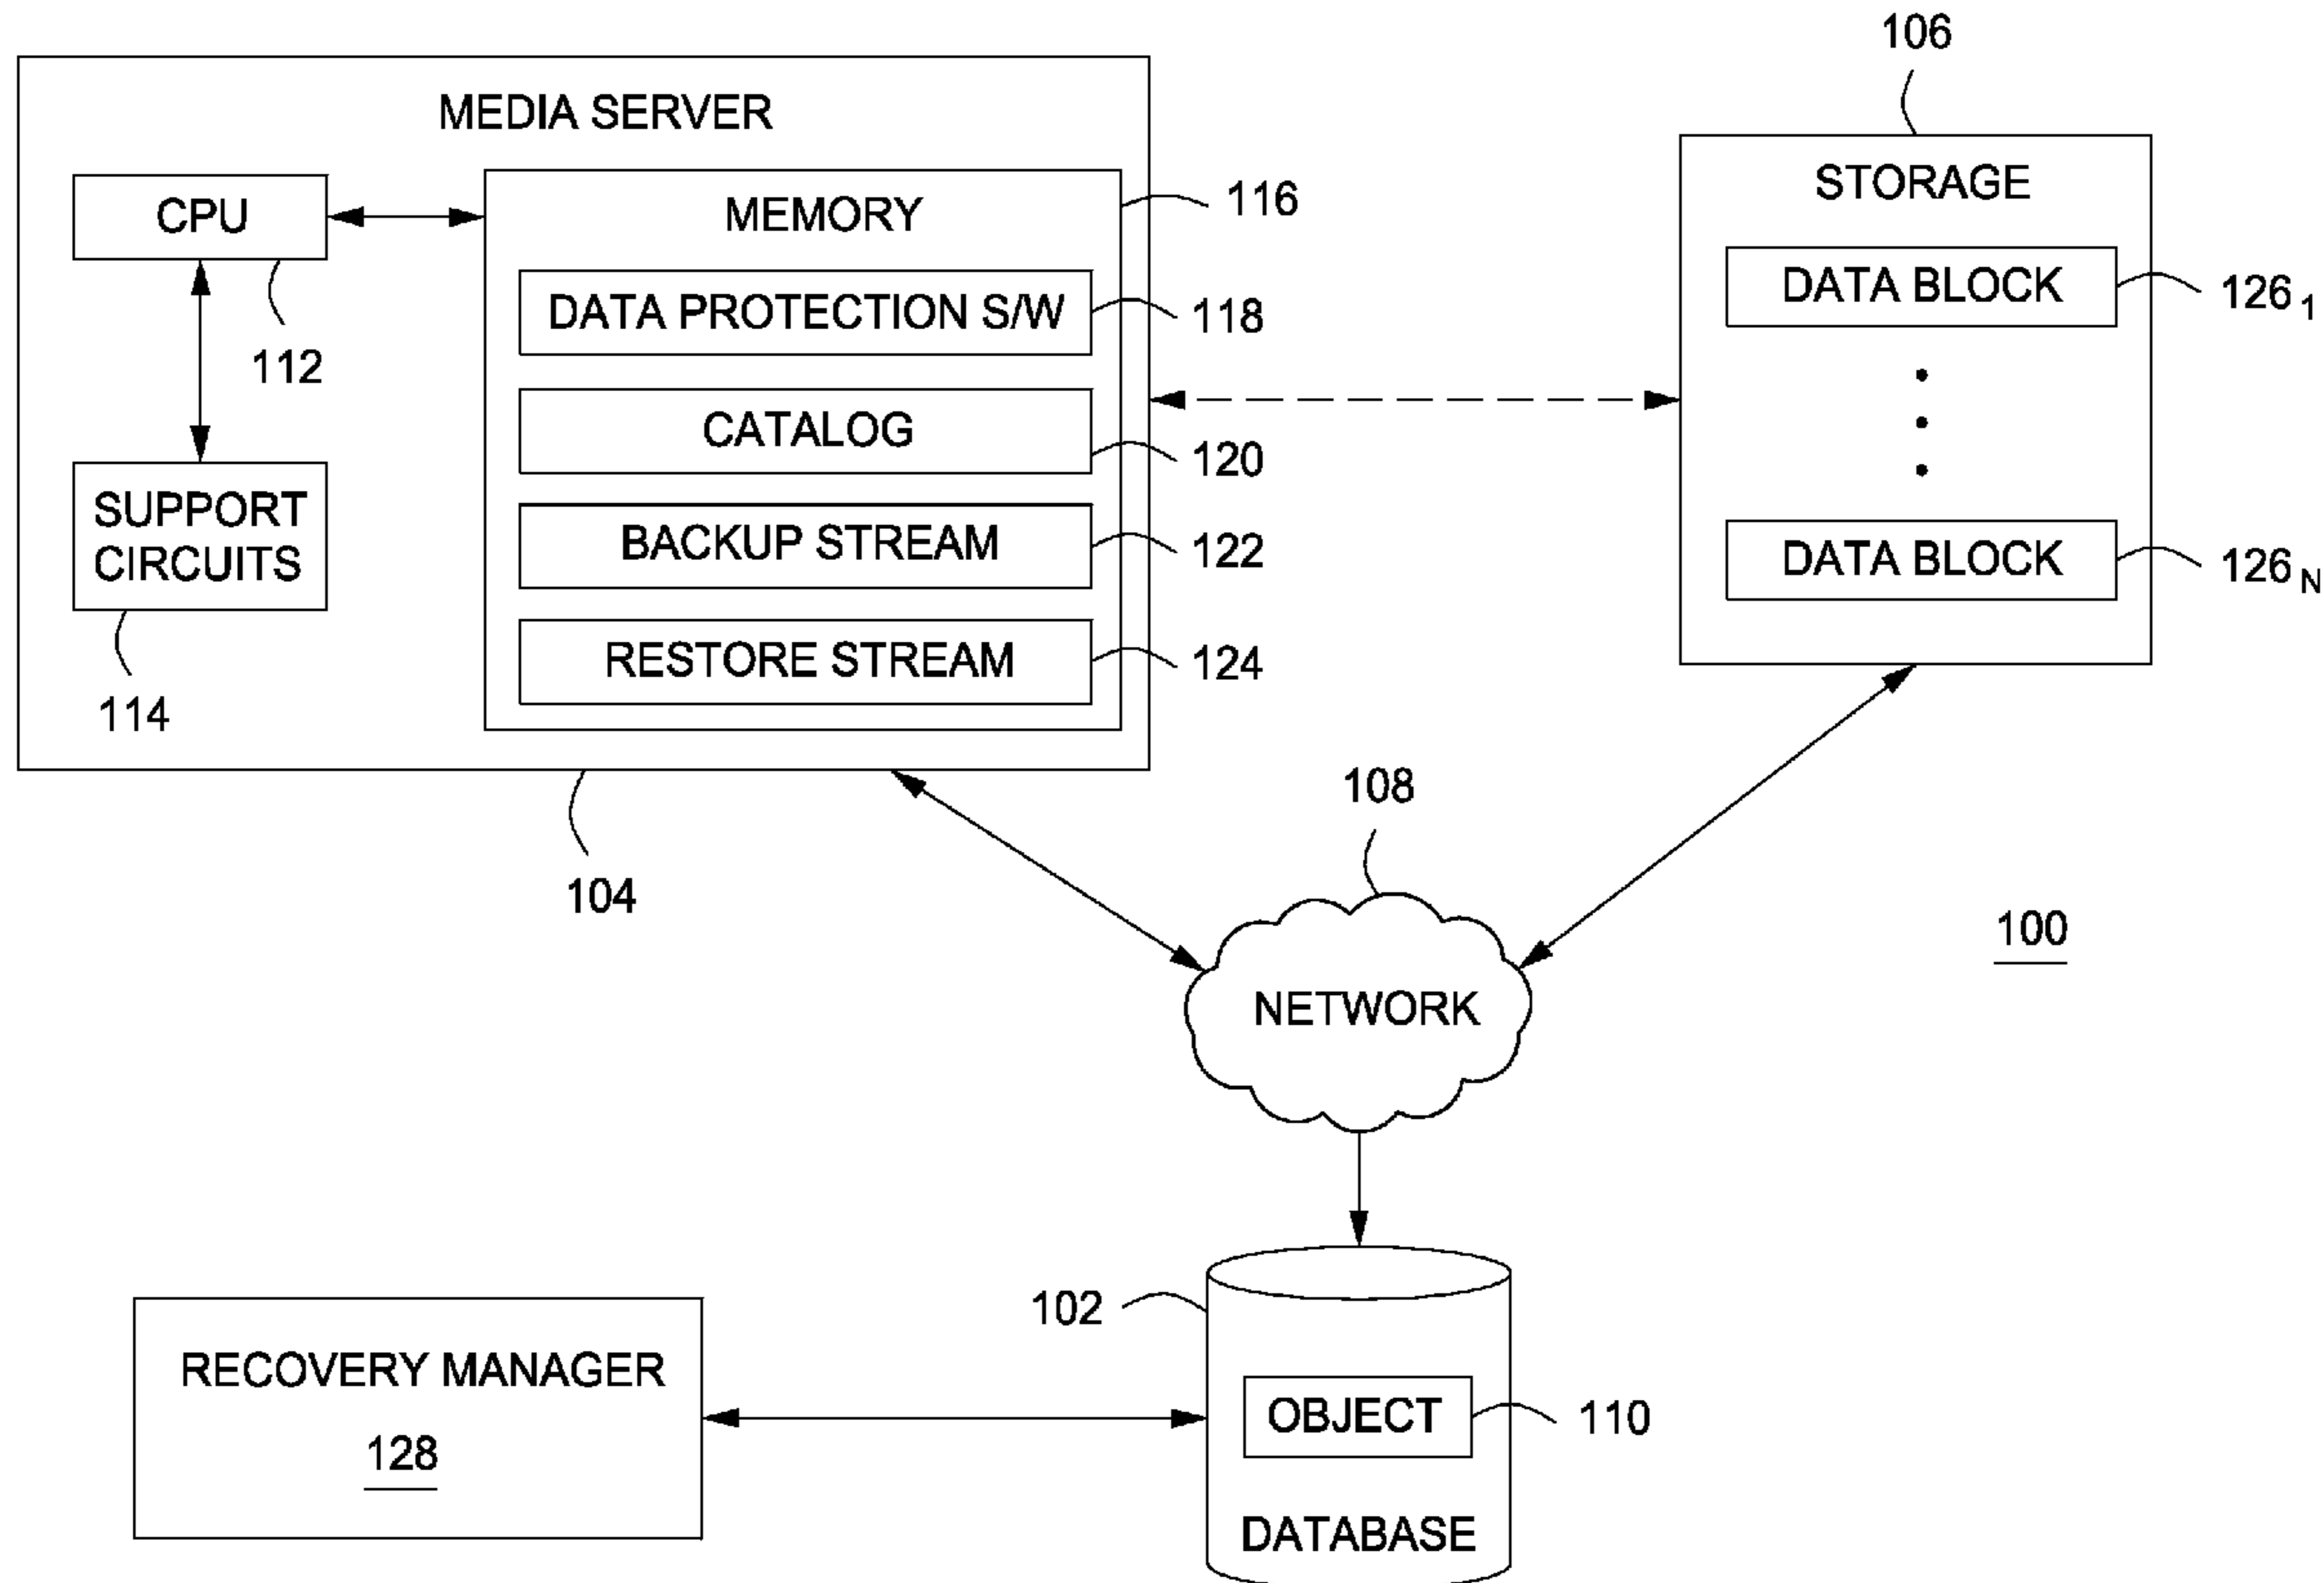 106
MEDIA SERVER
STORAGE
CPU
MEMORY
116
DATA BLOCK
126 1
DATA PROTECTION S/W
118
112
CATALOG
120
SUPPORT
CIRCUITS
BACKUP STREAM
122
DATA BLOCK
126 N
RESTORE STREAM
124
114
108
104
100
NETWORK
102
RECOVERY MANAGER
128
OBJECT
110
DATABASE